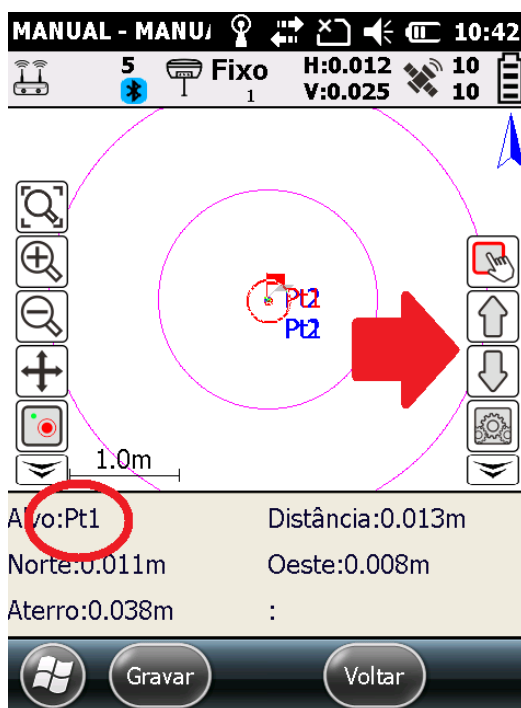 MANUAL - MANU
10:42
5
Fixo
1
H:0.012
V:0.025
10
10
Pt2
Pt2
1.0m
Alvo:Pt1
Distância:0.013m
Norte:0.011m
Oeste:0.008m
Aterro:0.038m
:
Gravar
Voltar